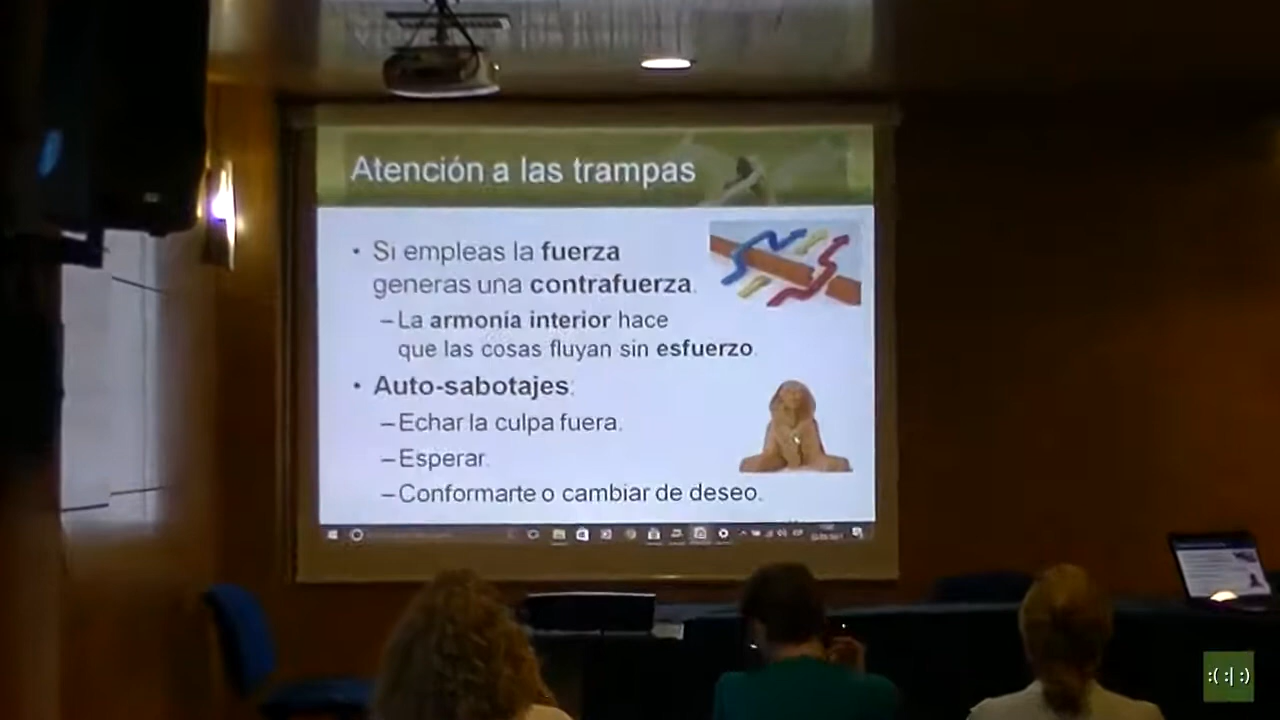 Atención a las trampas
• Si empleas la fuerza
generas una contrafuerza.
– La armonía interior hace
que las cosas fluyan sin esfuerzo.
• Auto-sabotajes:
– Echar la culpa fuera.
– Esperar.
– Conformarte o cambiar de deseo.
:( :| :)